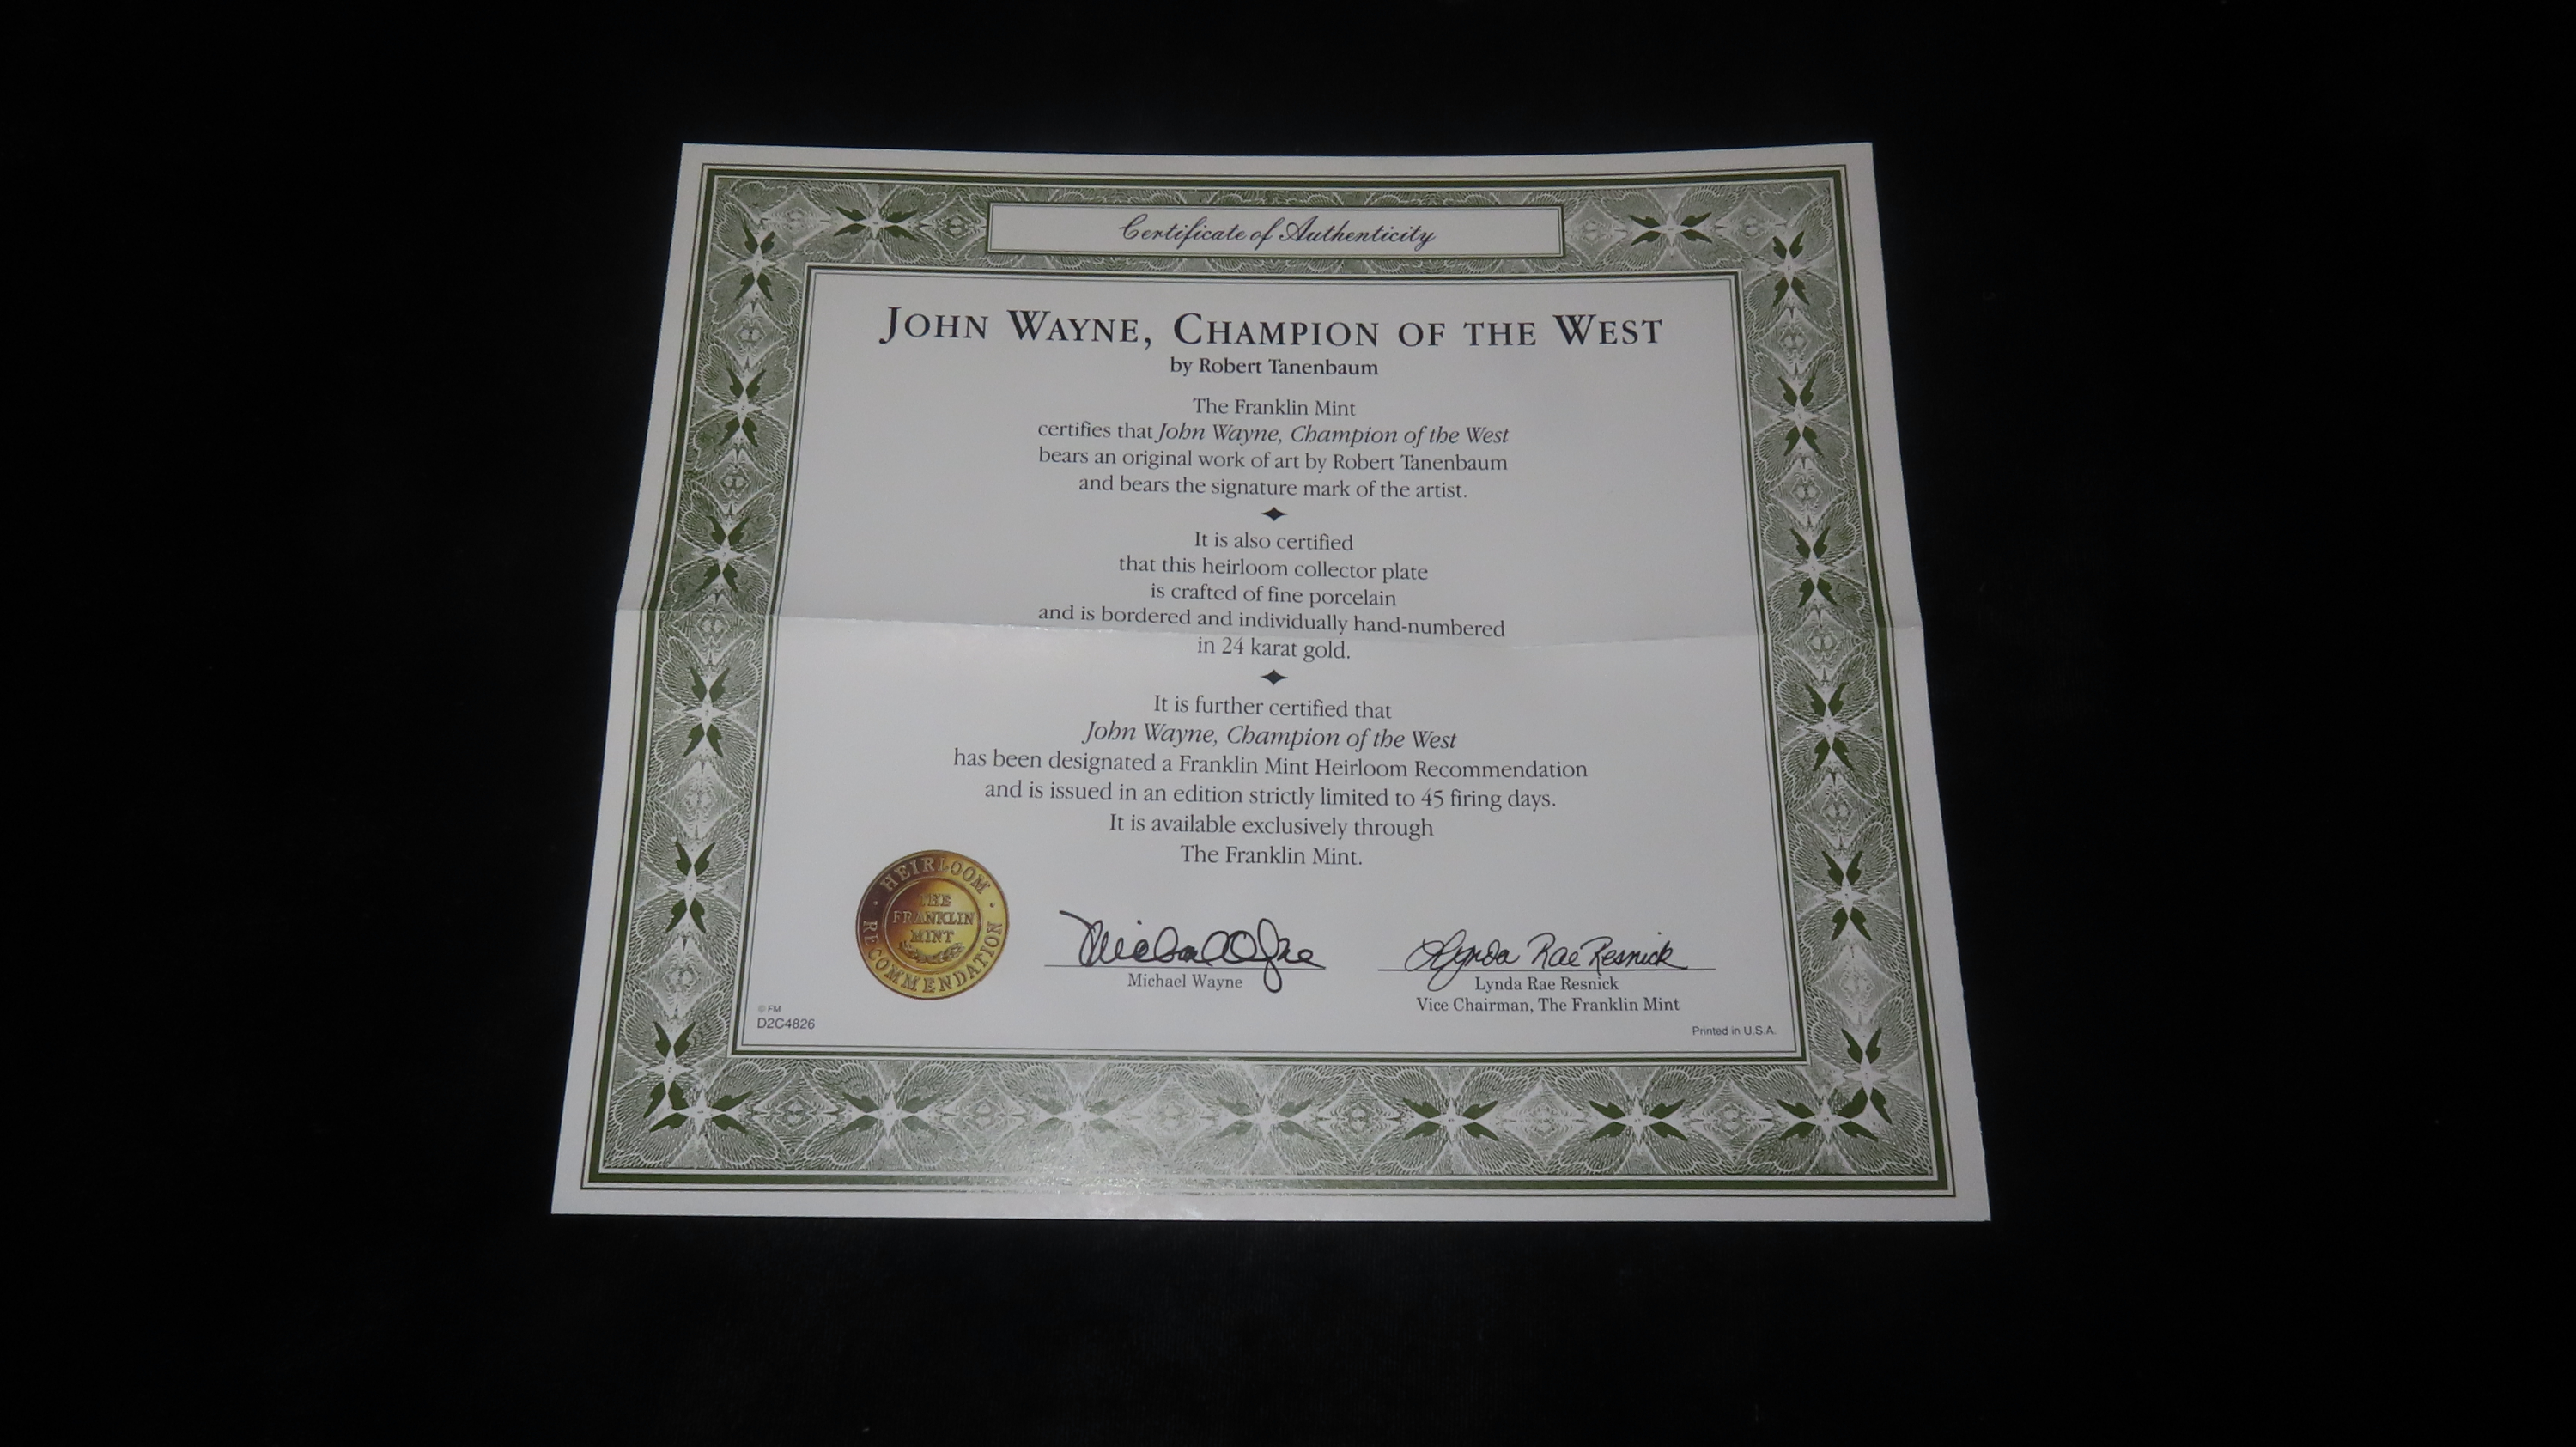 Certificate of Authenticity
JOHN WAYNE, CHAMPION OF THE WEST
by Robert Tanenbaum
The Franklin Mint
certifies that John Wayne, Champion of the West
bears an original work of art by Robert Tanenbaum
and bears the signature mark of the artist.
It is also certified
that this heirloom collector plate
is crafted of fine porcelain
and is bordered and individually hand-numbered
in 24 karat gold.
It is further certified that
John Wayne, Champion of the West
has been designated a Franklin Mint Heirloom Recommendation
and is issued in an edition strictly limited to 45 firing days.
It is available exclusively through
The Franklin Mint.
HEIRLOOM RECOMMENDATION
THE
FRANKLIN
MINT
Michael Wayne
Lynda Rae Resnick
Michael Wayne
Lynda Rae Resnick
Vice Chairman, The Franklin Mint
© FM
D2C4826
Printed in U.S.A.